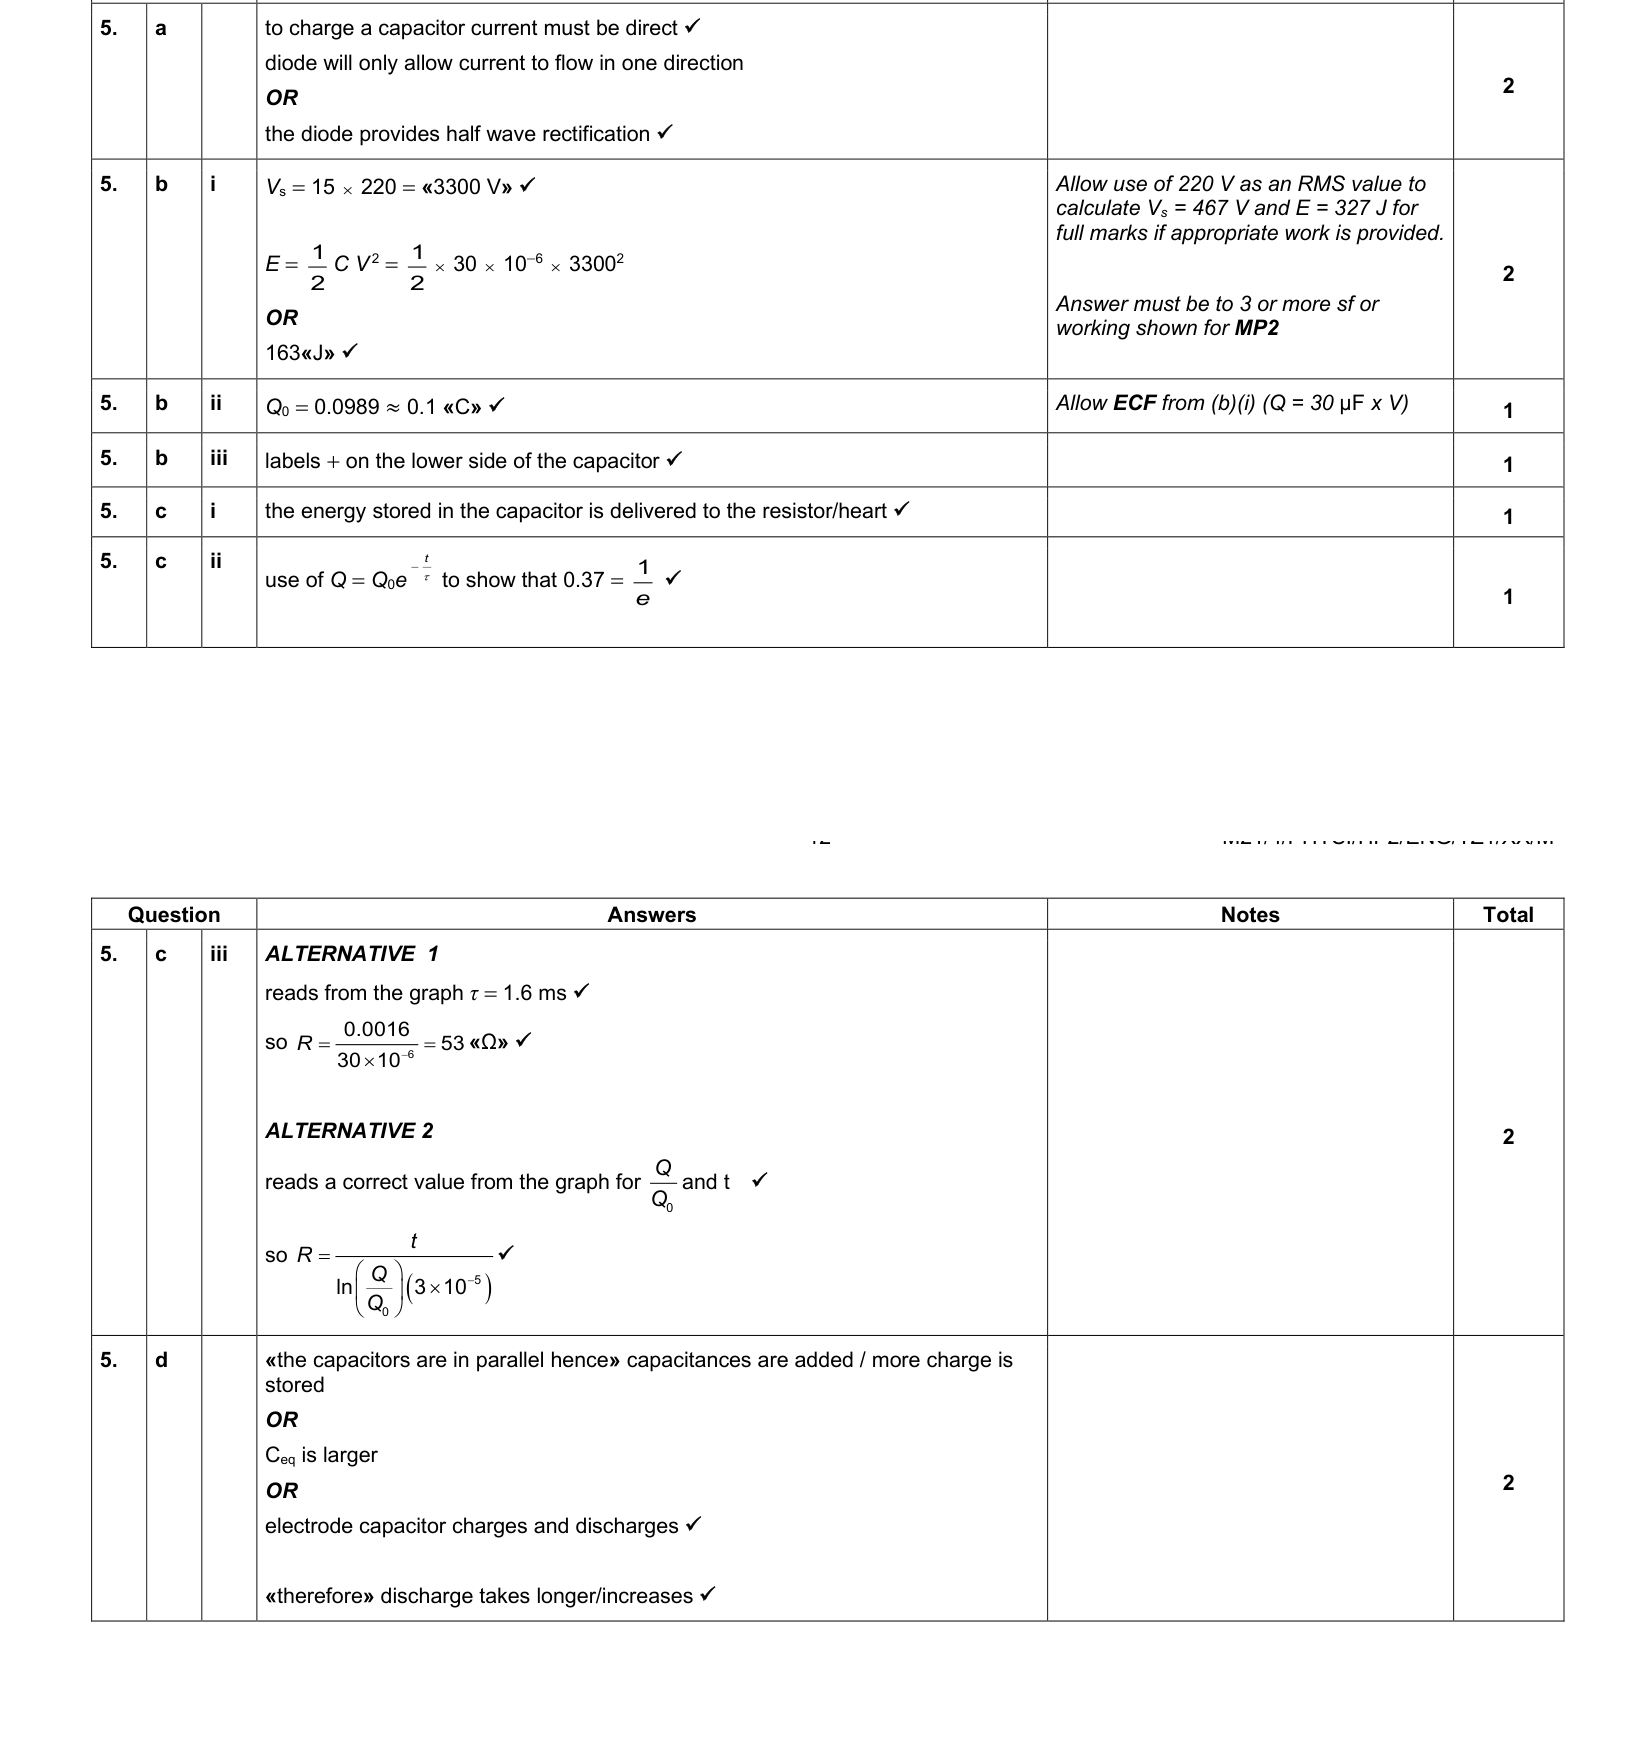 5. a to charge a capacitor current must be direct ✓
diode will only allow current to flow in one direction
OR
the diode provides half wave rectification ✓
2
5. b i Vs = 15 × 220 = «3300 V» ✓
E = 1/2 C V² = 1/2 × 30 × 10⁻⁶ × 3300²
OR
163«J» ✓
Allow use of 220 V as an RMS value to
calculate Vs = 467 V and E = 327 J for
full marks if appropriate work is provided.
Answer must be to 3 or more sf or
working shown for MP2
2
5. b ii Q₀ = 0.0989 ≈ 0.1 «C» ✓ Allow ECF from (b)(i) (Q = 30 µF x V) 1
5. b iii labels + on the lower side of the capacitor ✓ 1
5. c i the energy stored in the capacitor is delivered to the resistor/heart ✓ 1
5. c ii use of Q = Q₀e^(−t/τ) to show that 0.37 = 1/e ✓ 1
Question Answers Notes Total
5. c iii ALTERNATIVE 1
reads from the graph τ = 1.6 ms ✓
so R = 0.0016/(30×10⁻⁶) = 53 «Ω» ✓
ALTERNATIVE 2
reads a correct value from the graph for Q/Q₀ and t ✓
so R = t/(ln(Q/Q₀)(3×10⁻⁵)) ✓
2
5. d «the capacitors are in parallel hence» capacitances are added / more charge is
stored
OR
Ceq is larger
OR
electrode capacitor charges and discharges ✓
«therefore» discharge takes longer/increases ✓
2